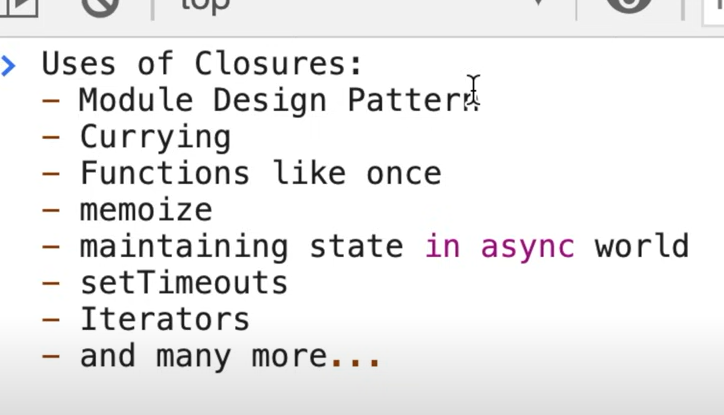 top
Uses of Closures:
- Module Design Pattern
- Currying
- Functions like once
- memoize
- maintaining state in async world
- setTimeouts
- Iterators
- and many more...